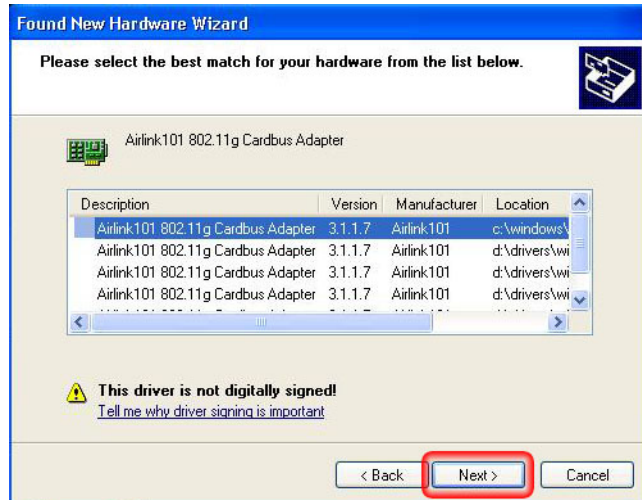 Found New Hardware Wizard
Please select the best match for your hardware from the list below.
Airlink101 802.11g Cardbus Adapter
Description Version Manufacturer Location
Airlink101 802.11g Cardbus Adapter 3.1.1.7 Airlink101 c:\windows\
Airlink101 802.11g Cardbus Adapter 3.1.1.7 Airlink101 d:\drivers\wi
Airlink101 802.11g Cardbus Adapter 3.1.1.7 Airlink101 d:\drivers\wi
Airlink101 802.11g Cardbus Adapter 3.1.1.7 Airlink101 d:\drivers\wi
This driver is not digitally signed!
Tell me why driver signing is important
< Back Next > Cancel